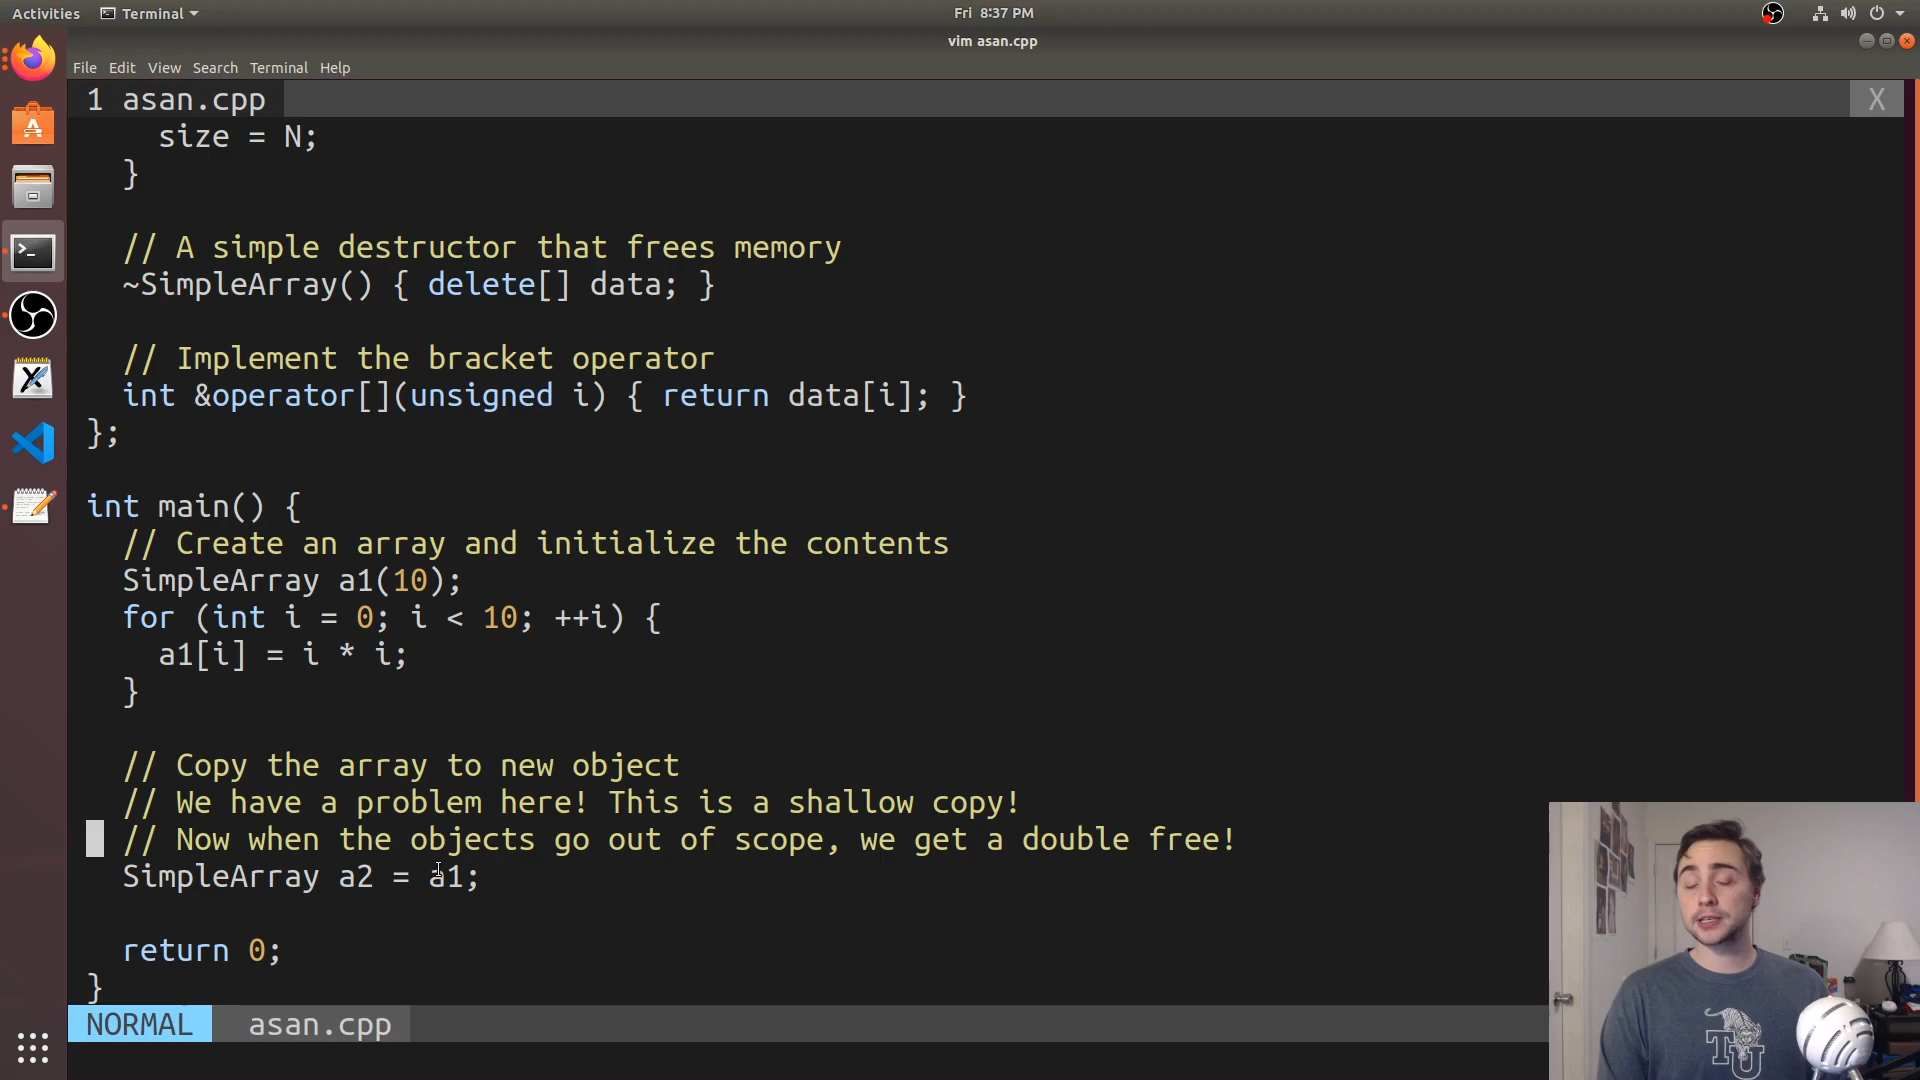 Activities Terminal Fri 8:37 PM
vim asan.cpp
File Edit View Search Terminal Help
1 asan.cpp X
size = N;
}
// A simple destructor that frees memory
~SimpleArray() { delete[] data; }
// Implement the bracket operator
int &operator[](unsigned i) { return data[i]; }
};
int main() {
// Create an array and initialize the contents
SimpleArray a1(10);
for (int i = 0; i < 10; ++i) {
a1[i] = i * i;
}
// Copy the array to new object
// We have a problem here! This is a shallow copy!
// Now when the objects go out of scope, we get a double free!
SimpleArray a2 = a1;
return 0;
}
NORMAL asan.cpp
TU